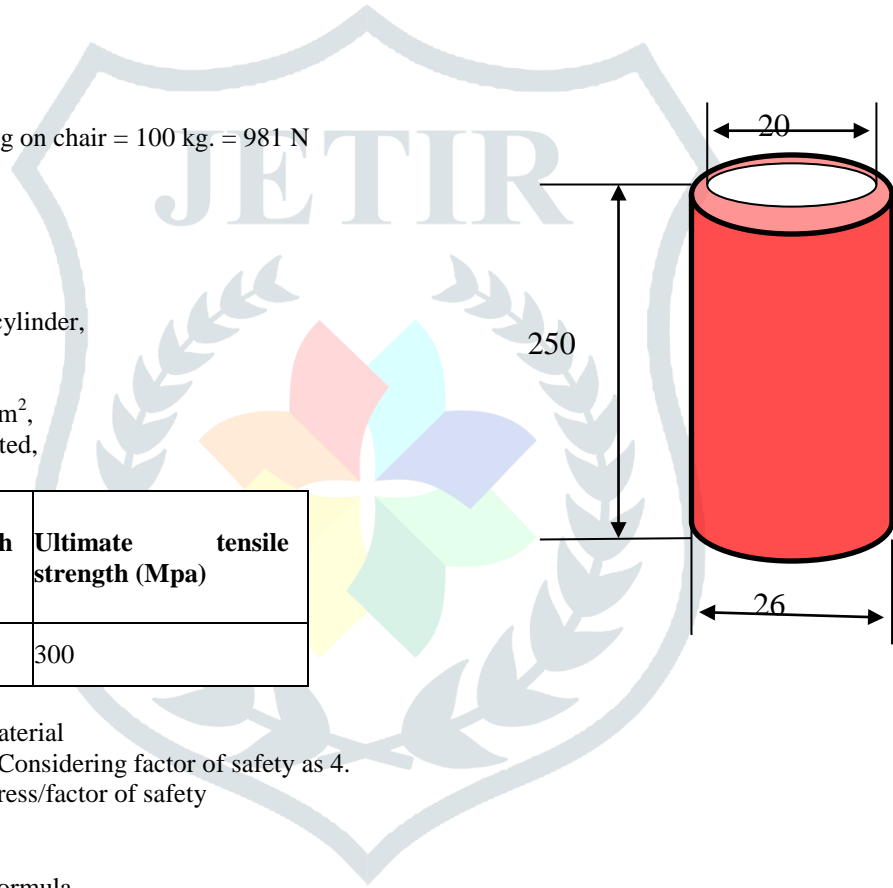 g on chair = 100 kg. = 981 N
JETIR
20
cylinder,
250
m²,
ted,
h
Ultimate tensile
strength (Mpa)
300
26
aterial
Considering factor of safety as 4.
ress/factor of safety
ormula